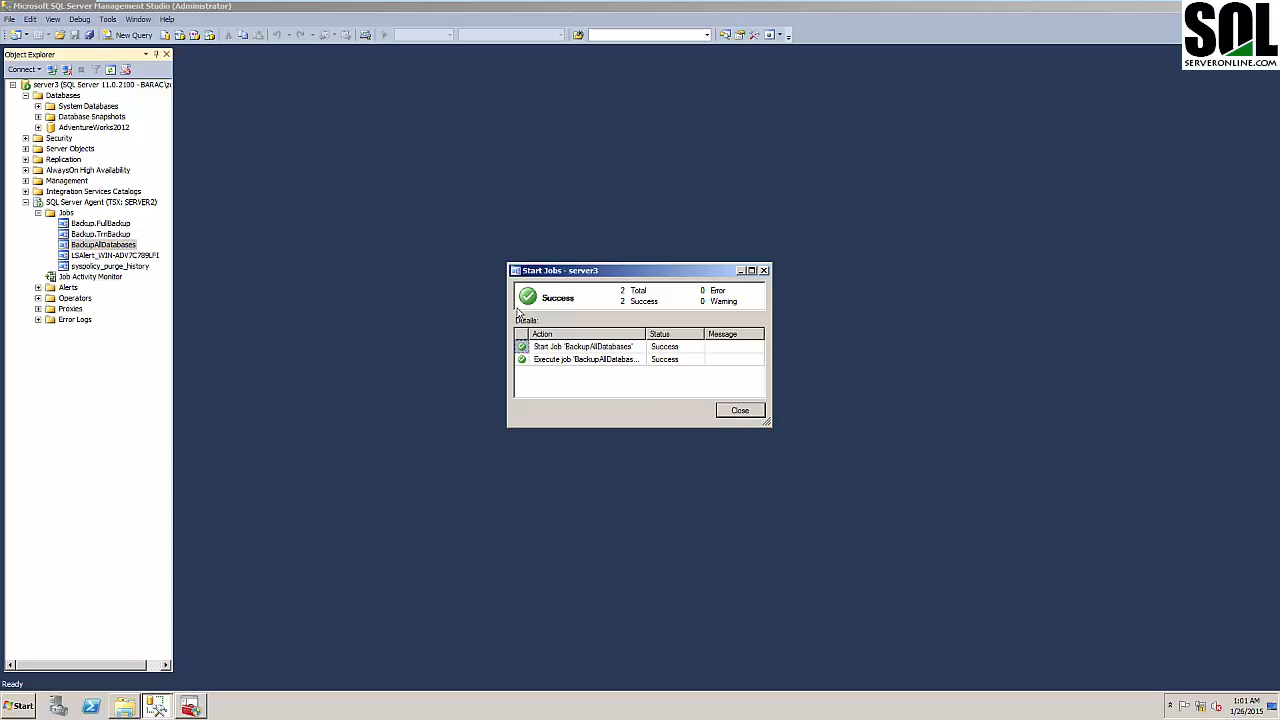 Microsoft SQL Server Management Studio (Administrator)
File Edit View Debug Tools Window Help
New Query
SQL
SERVERONLINE.COM
Object Explorer
Connect
server3 (SQL Server 11.0.2100 - BARAC\
Databases
System Databases
Database Snapshots
AdventureWorks2012
Security
Server Objects
Replication
AlwaysOn High Availability
Management
Integration Services Catalogs
SQL Server Agent (TSX: SERVER2)
Jobs
Backup.FullBackup
Backup.TrnBackup
BackupAllDatabases
LSAlert_WIN-ADV7C789LFI
syspolicy_purge_history
Job Activity Monitor
Alerts
Operators
Proxies
Error Logs
Start Jobs - server3
Success
2 Total 0 Error
2 Success 0 Warning
Details:
Action Status Message
Start Job 'BackupAllDatabases' Success
Execute job 'BackupAllDatabas... Success
Close
Ready
Start
1:01 AM
1/26/2015